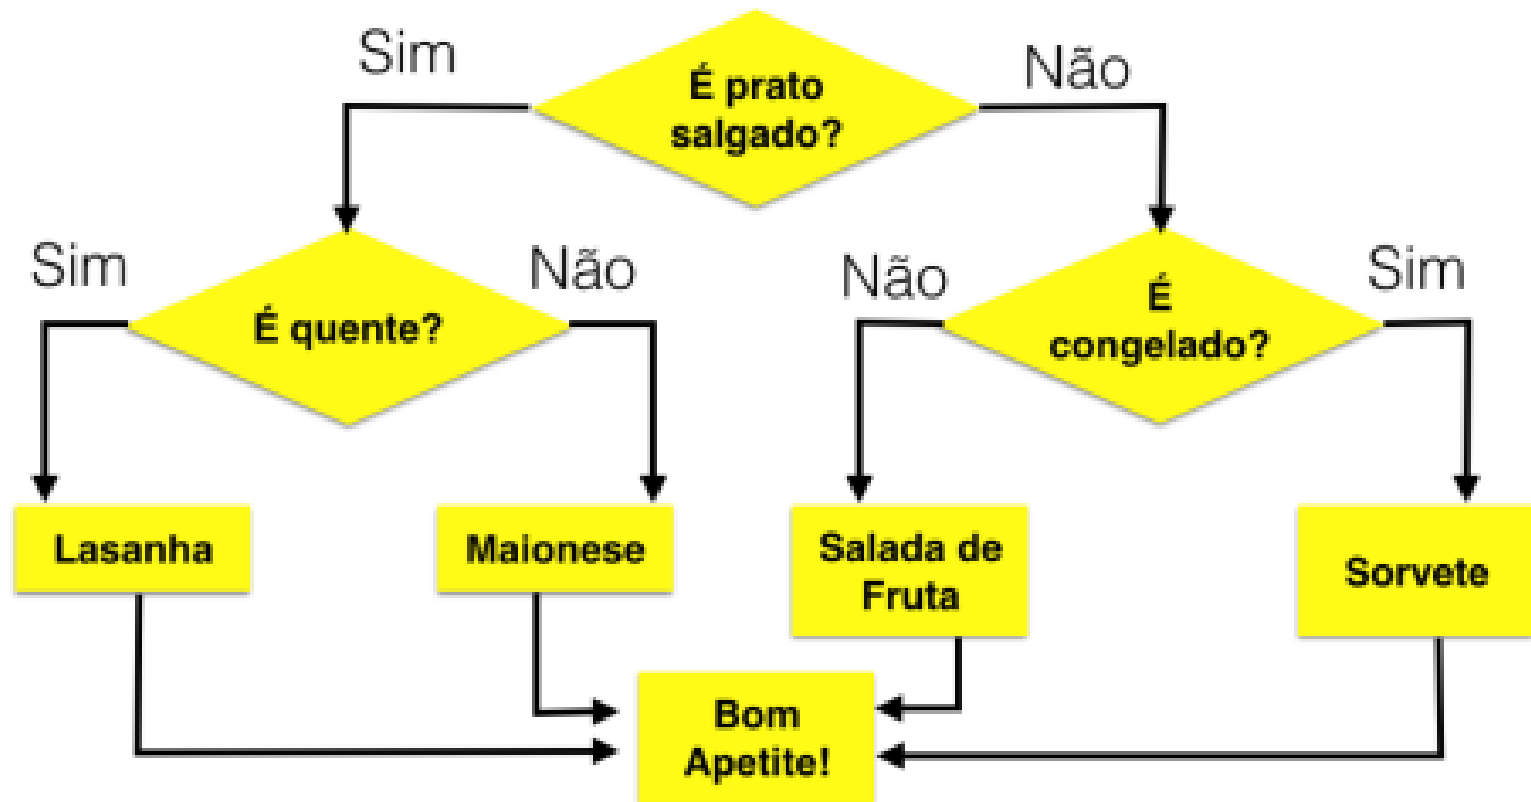 Sim
É prato
salgado?
Não
Sim
É quente?
Não
Não
É
congelado?
Sim
Lasanha
Maionese
Salada de
Fruta
Sorvete
Bom
Apetite!